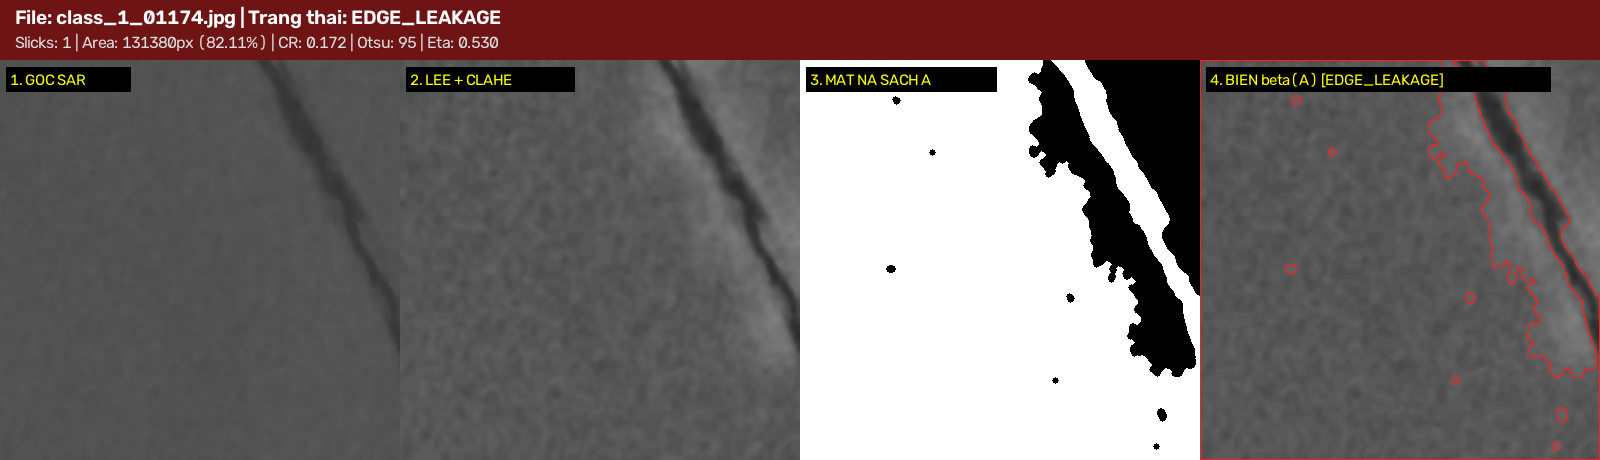 File: class_1_01174.jpg | Trang thai: EDGE_LEAKAGE
Slicks: 1 | Area: 131380px (82.11%) | CR: 0.172 | Otsu: 95 | Eta: 0.530
1. GOC SAR
2. LEE + CLAHE
3. MAT NA SACH A
4. BIEN beta(A) [EDGE_LEAKAGE]